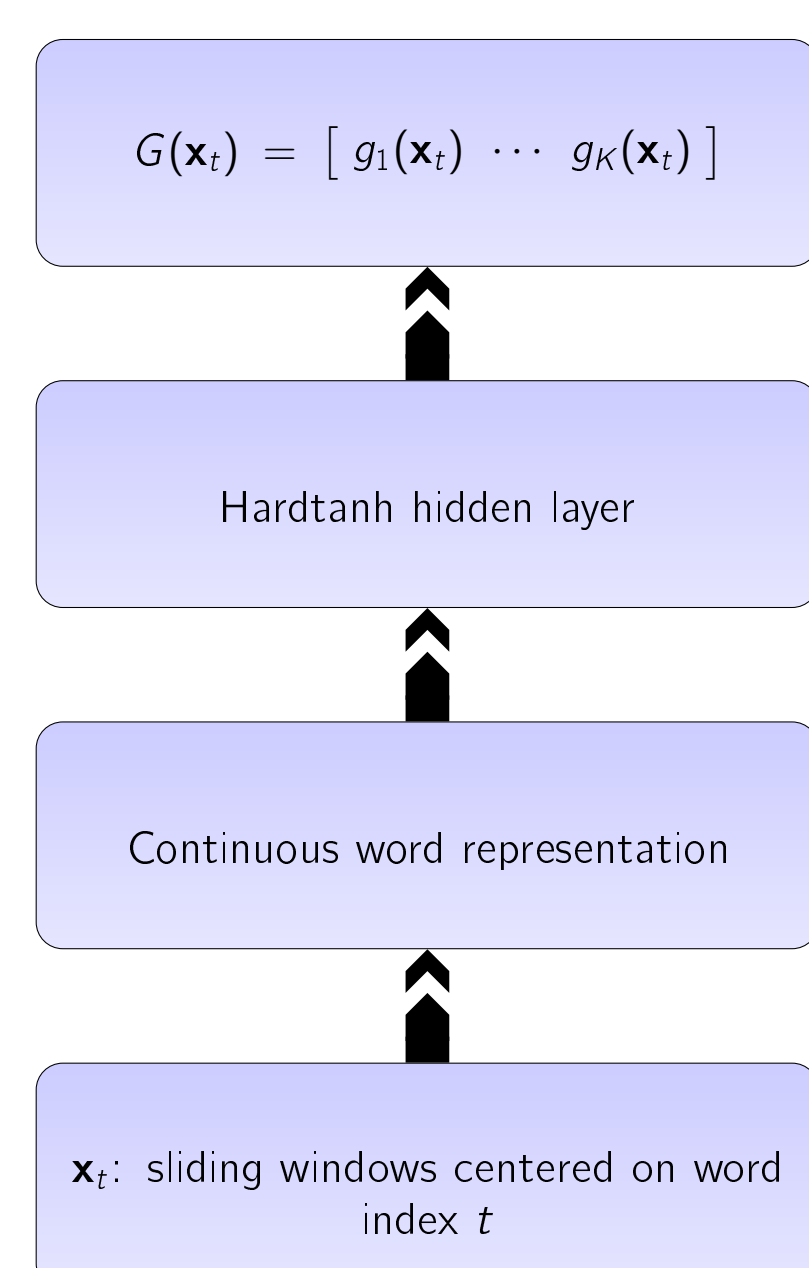 G(𝐱ₜ) = [ g₁(𝐱ₜ) ⋯ g_K(𝐱ₜ) ]
Hardtanh hidden layer
Continuous word representation
𝐱ₜ: sliding windows centered on word
index t